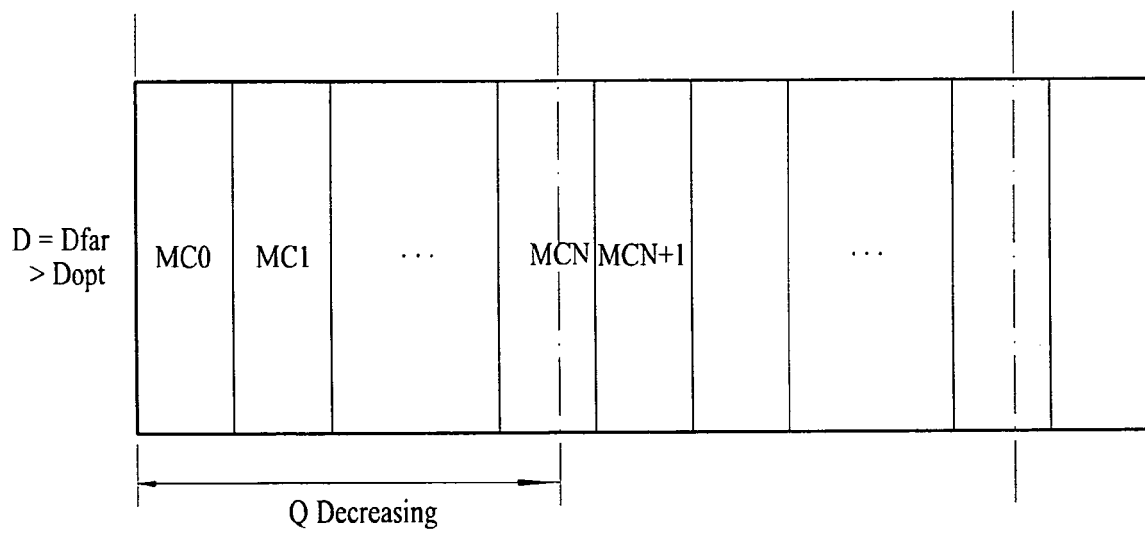 D = Dfar
> Dopt
MC0
MC1
...
MCN
MCN+1
...
Q Decreasing